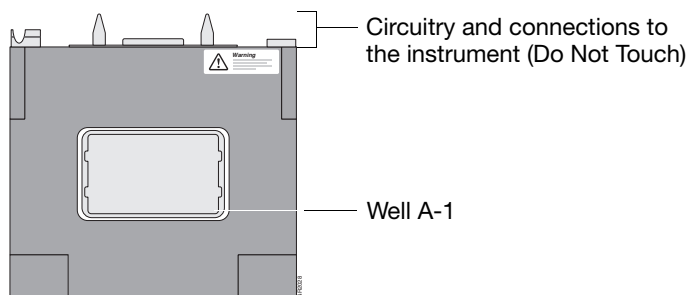 Circuitry and connections to
the instrument (Do Not Touch)
Warning
Well A-1